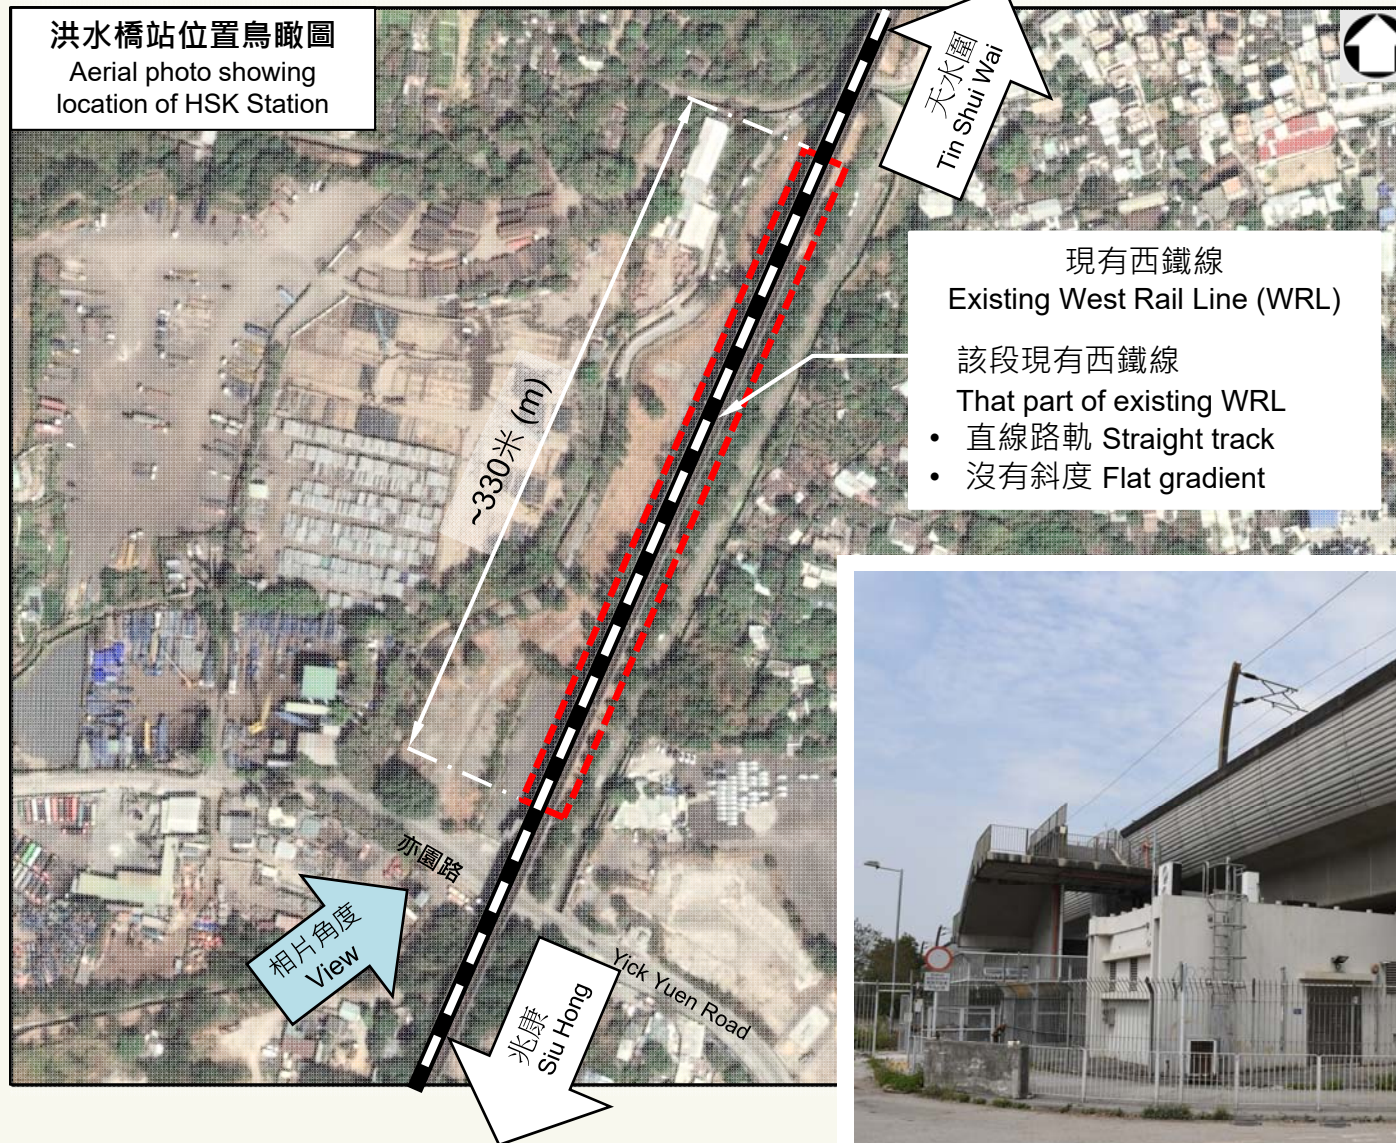 洪水橋站位置鳥瞰圖
Aerial photo showing
location of HSK Station
天水圍
Tin Shui Wai
現有西鐵線
Existing West Rail Line (WRL)
該段現有西鐵線
That part of existing WRL
• 直線路軌 Straight track
• 沒有斜度 Flat gradient
~330米 (m)
亦園路
相片角度
View
Yick Yuen Road
兆康
Siu Hong